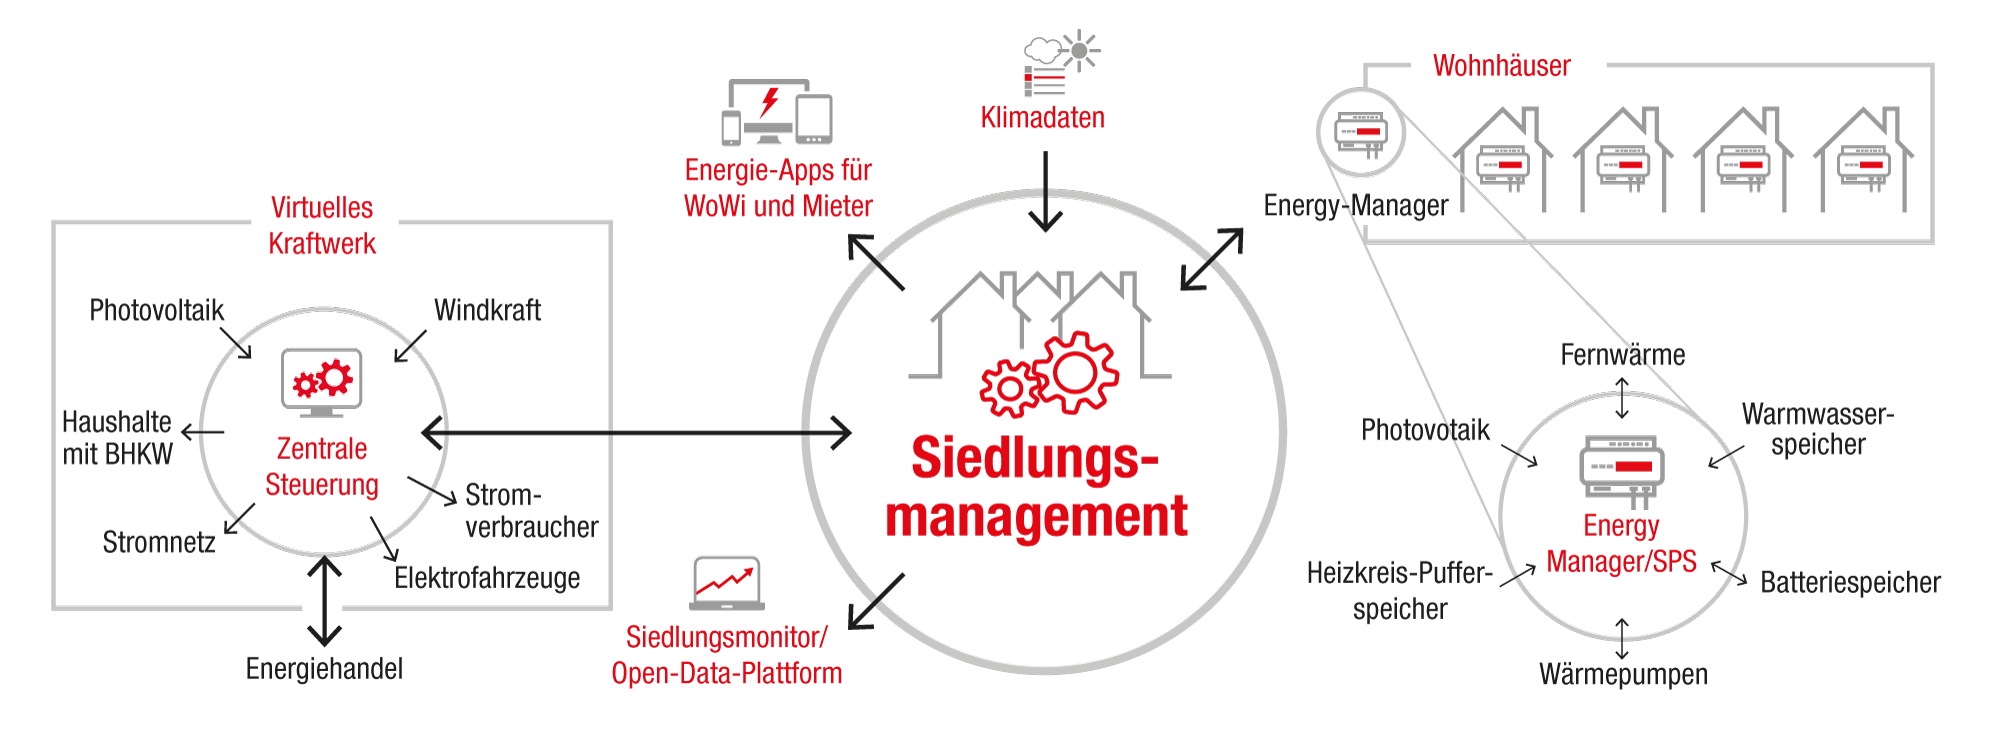 Klimadaten
Energie-Apps für
WoWi und Mieter
Virtuelles
Kraftwerk
Photovoltaik
Windkraft
Haushalte
mit BHKW
Zentrale
Steuerung
Strom-
verbraucher
Stromnetz
Elektrofahrzeuge
Energiehandel
Siedlungs-
management
Siedlungsmonitor/
Open-Data-Plattform
Wohnhäuser
Energy-Manager
Fernwärme
Photovotaik
Warmwasser-
speicher
Energy
Manager/SPS
Heizkreis-Puffer-
speicher
Batteriespeicher
Wärmepumpen